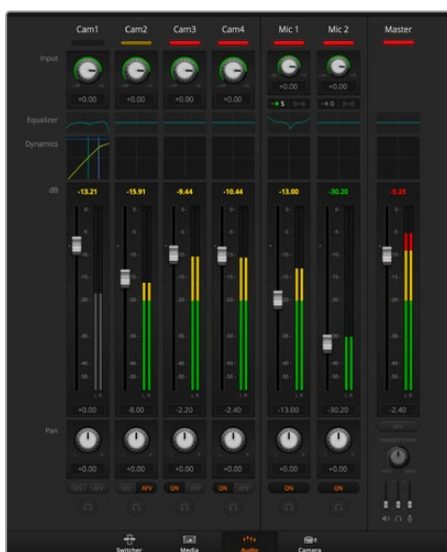 Cam1 Cam2 Cam3 Cam4 Mic 1 Mic 2 Master
Input
+0.00 +0.00 +0.00 +0.00 +0.00 +0.00
5 0
Equalizer
Dynamics
dB -13.21 -15.91 -9.44 -10.44 -13.00 -30.20 -5.25
L R L R L R L R L R L R L R
+0.00 -8.00 -2.20 -2.40 -13.00 -30.20 -2.40
Pan
AFV
Headphones
L R L R L R L R L R L R
+0.00 +0.00 +0.00 +0.00 +0.00 +0.00
ON AFV ON AFV ON AFV ON AFV ON ON
Switcher Media Audio Camera